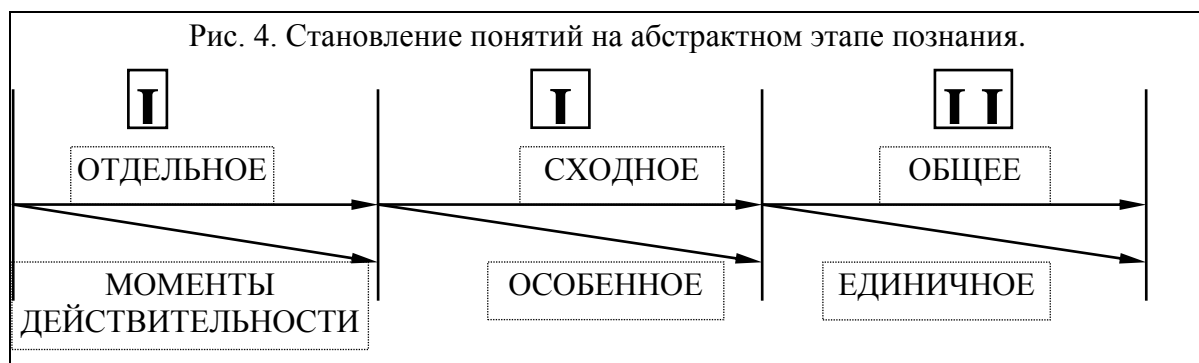 Рис. 4. Становление понятий на абстрактном этапе познания.
I I II
ОТДЕЛЬНОЕ СХОДНОЕ ОБЩЕЕ
МОМЕНТЫ ОСОБЕННОЕ ЕДИНИЧНОЕ
ДЕЙСТВИТЕЛЬНОСТИ